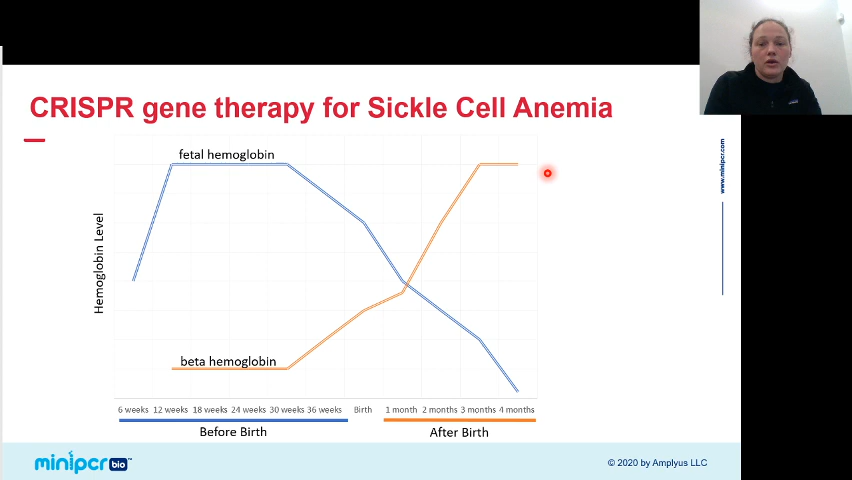 CRISPR gene therapy for Sickle Cell Anemia
fetal hemoglobin
Hemoglobin Level
beta hemoglobin
6 weeks 12 weeks 18 weeks 24 weeks 30 weeks 36 weeks Birth 1 month 2 months 3 months 4 months
Before Birth After Birth
www.minipcr.com
minipcr bio™
© 2020 by Amplyus LLC